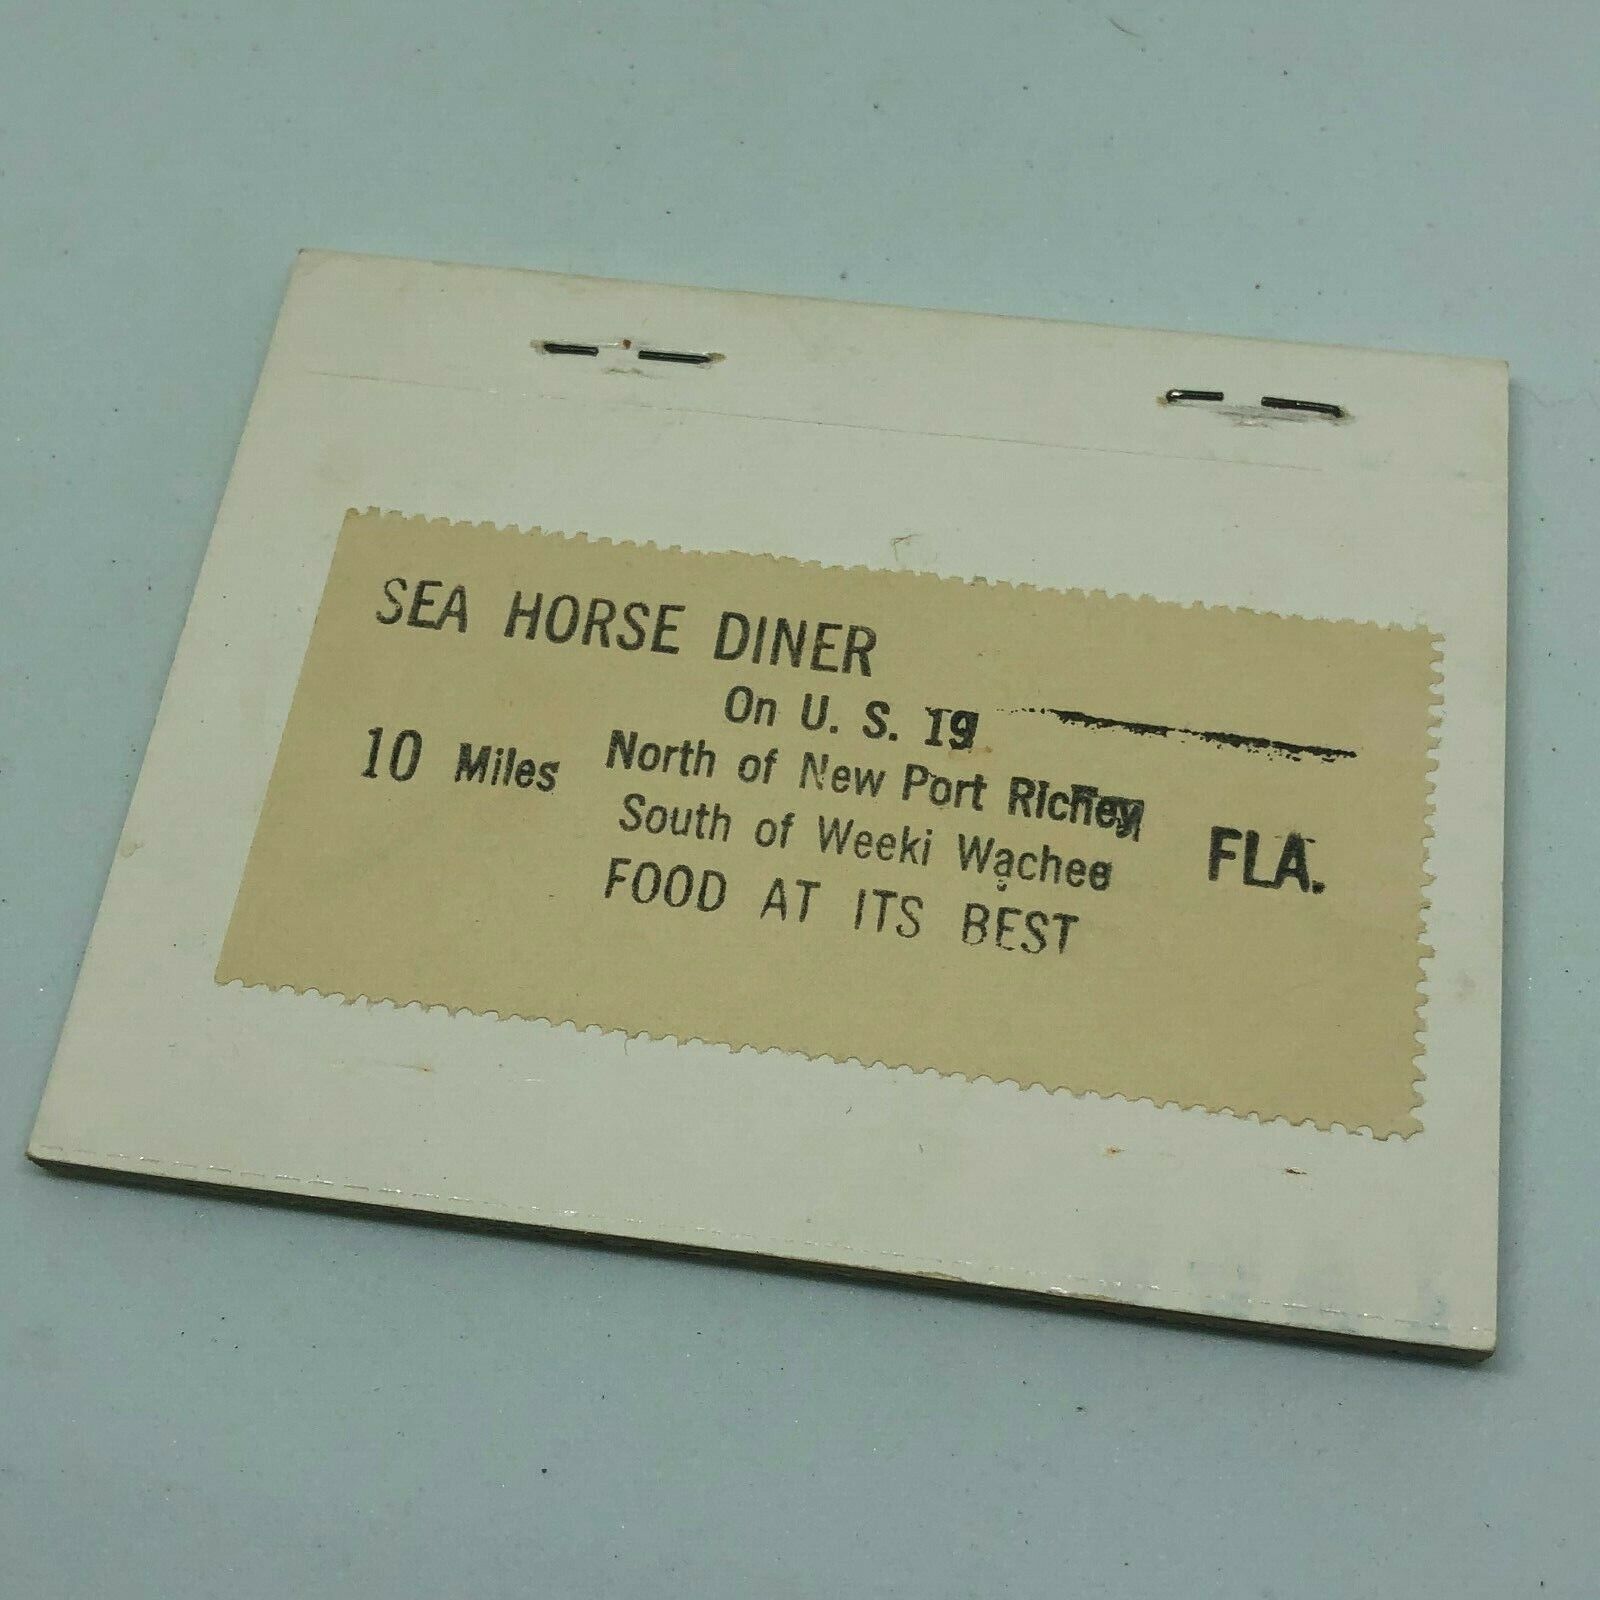 SEA HORSE DINER
On U. S. 19
10 Miles North of New Port Richey
South of Weeki Wachee FLA.
FOOD AT ITS BEST